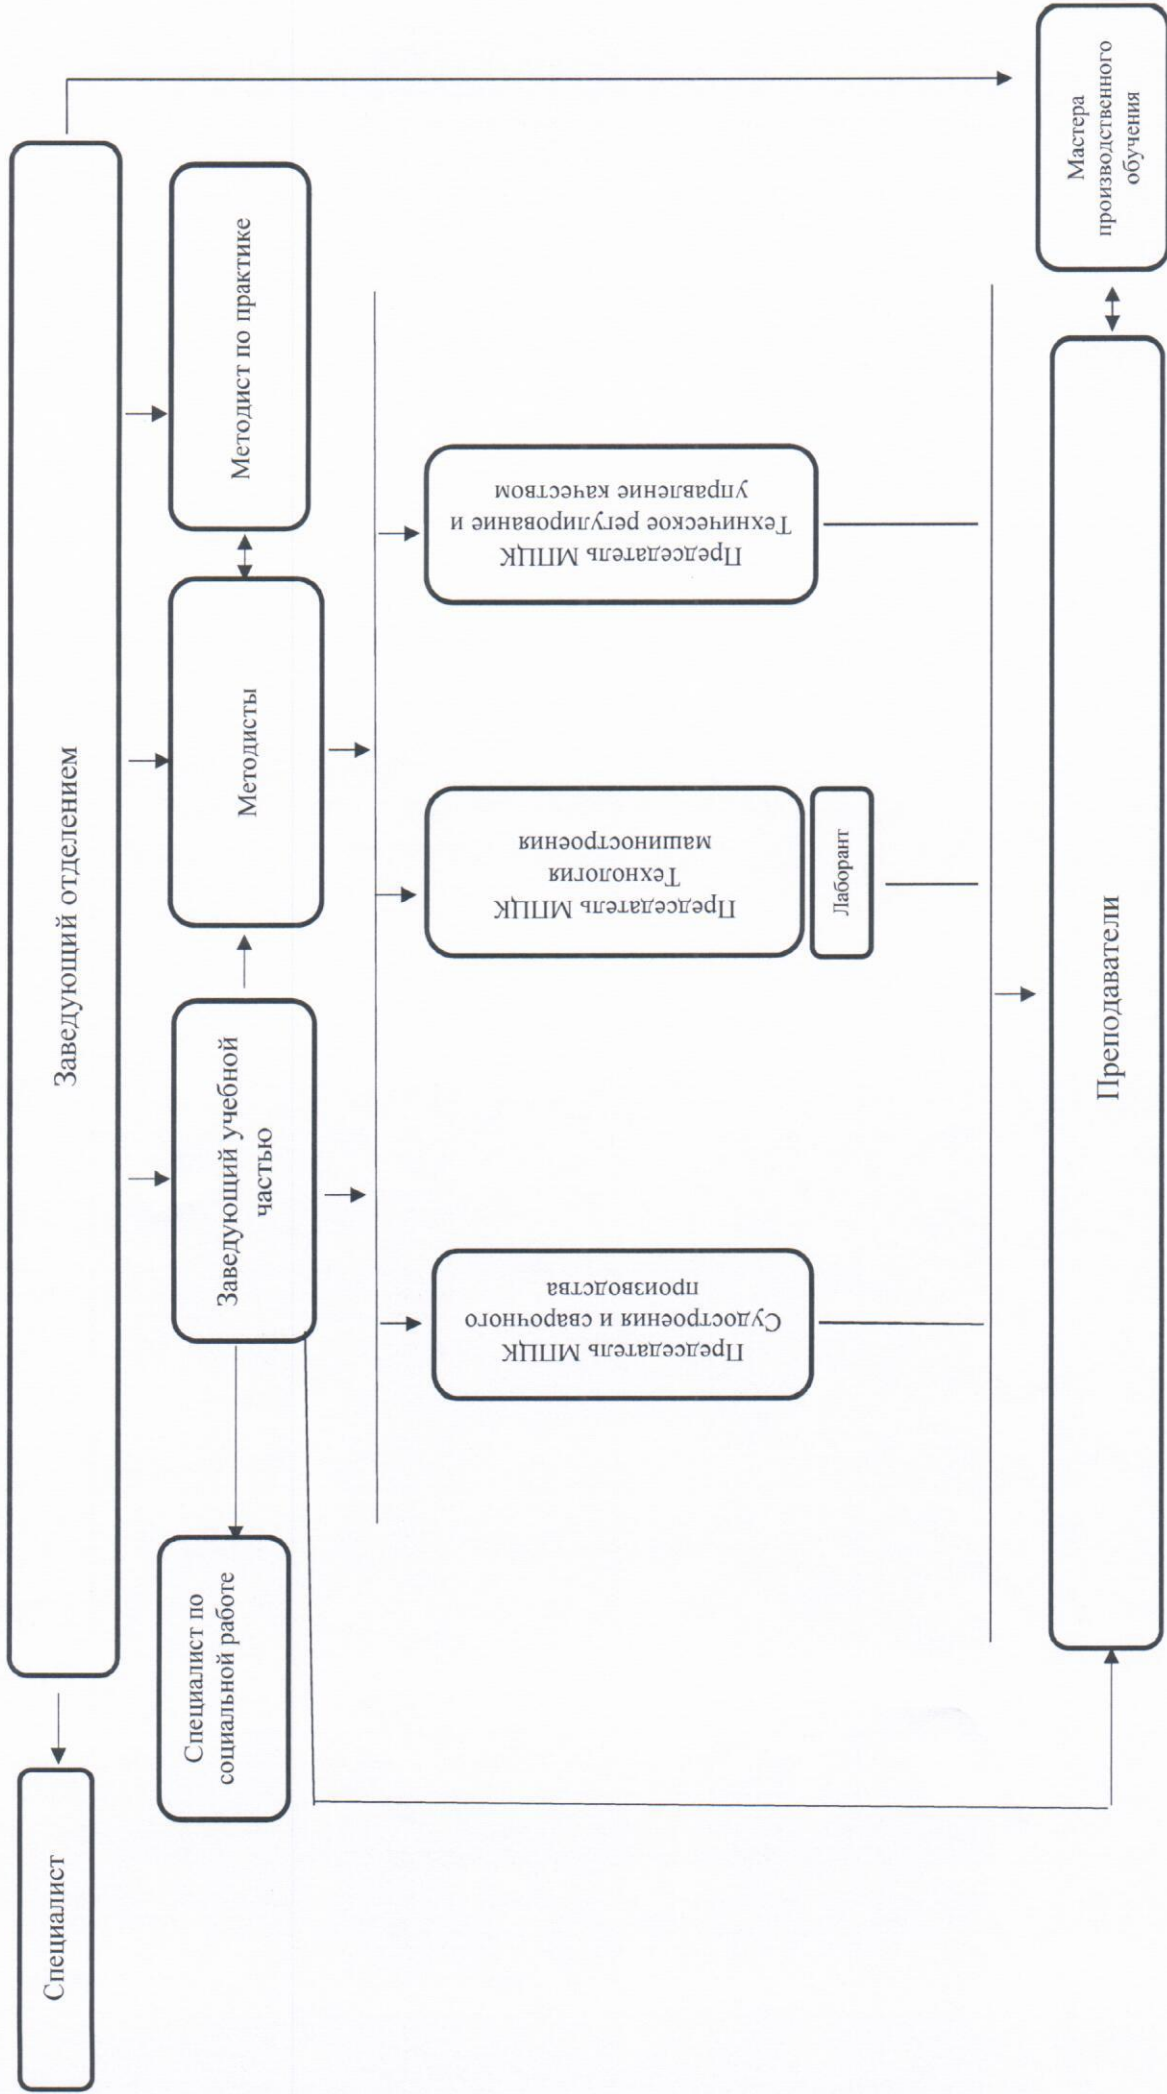 Специалист
Заведующий отделением
Специалист по
социальной работе
Заведующий учебной
частью
Методисты
Методист по практике
Председатель МПЦК
Судостроения и сварочного
производства
Председатель МПЦК
Технология
машиностроения
Лаборант
Председатель МПЦК
Техническое регулирование и
управление качеством
Преподаватели
Мастера
производственного
обучения